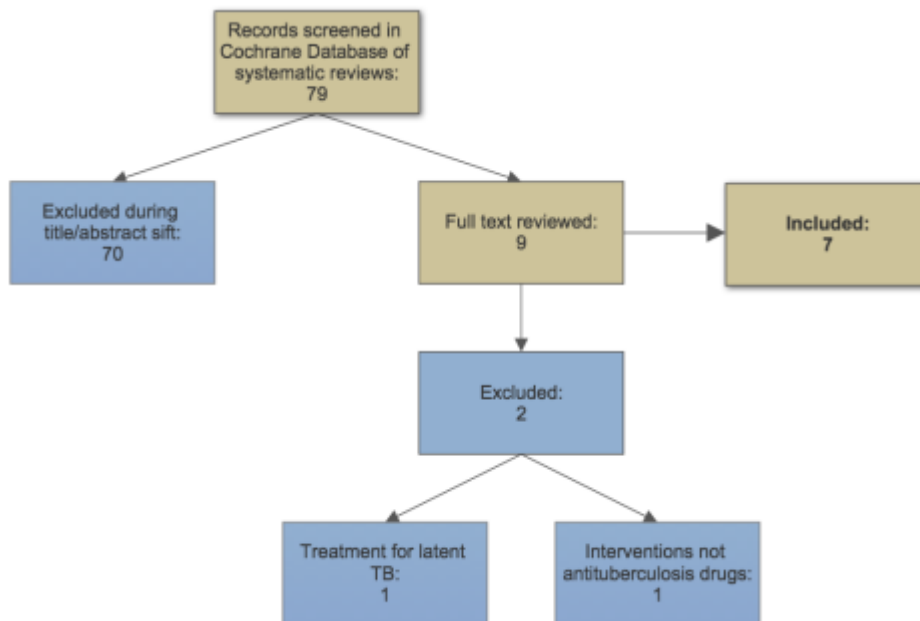 Records screened in
Cochrane Database of
systematic reviews:
79
Excluded during
title/abstract sift:
70
Full text reviewed:
9
Included:
7
Excluded:
2
Treatment for latent
TB:
1
Interventions not
antituberculosis drugs:
1